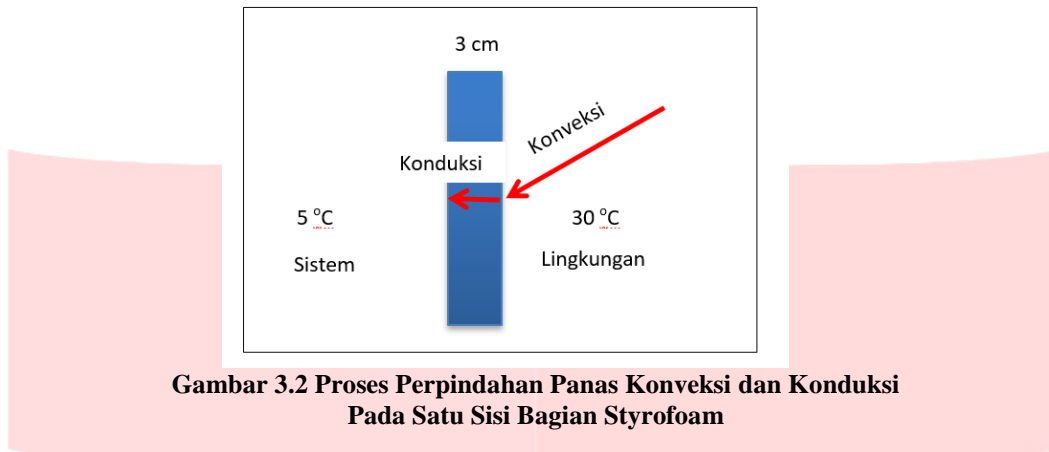 3 cm
Konveksi
Konduksi
5 °C
30 °C
Sistem
Lingkungan
Gambar 3.2 Proses Perpindahan Panas Konveksi dan Konduksi
Pada Satu Sisi Bagian Styrofoam